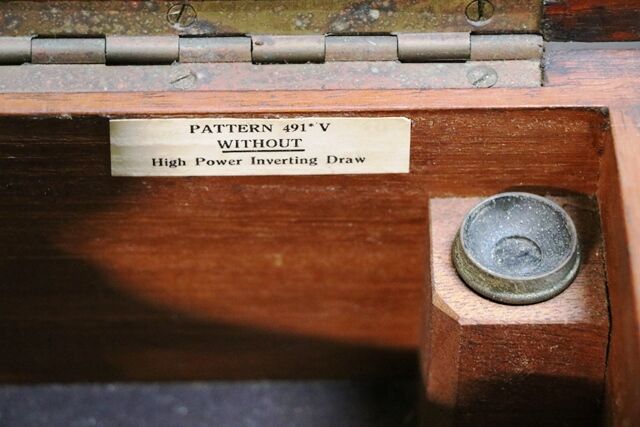 PATTERN 491* V
WITHOUT
High Power Inverting Draw